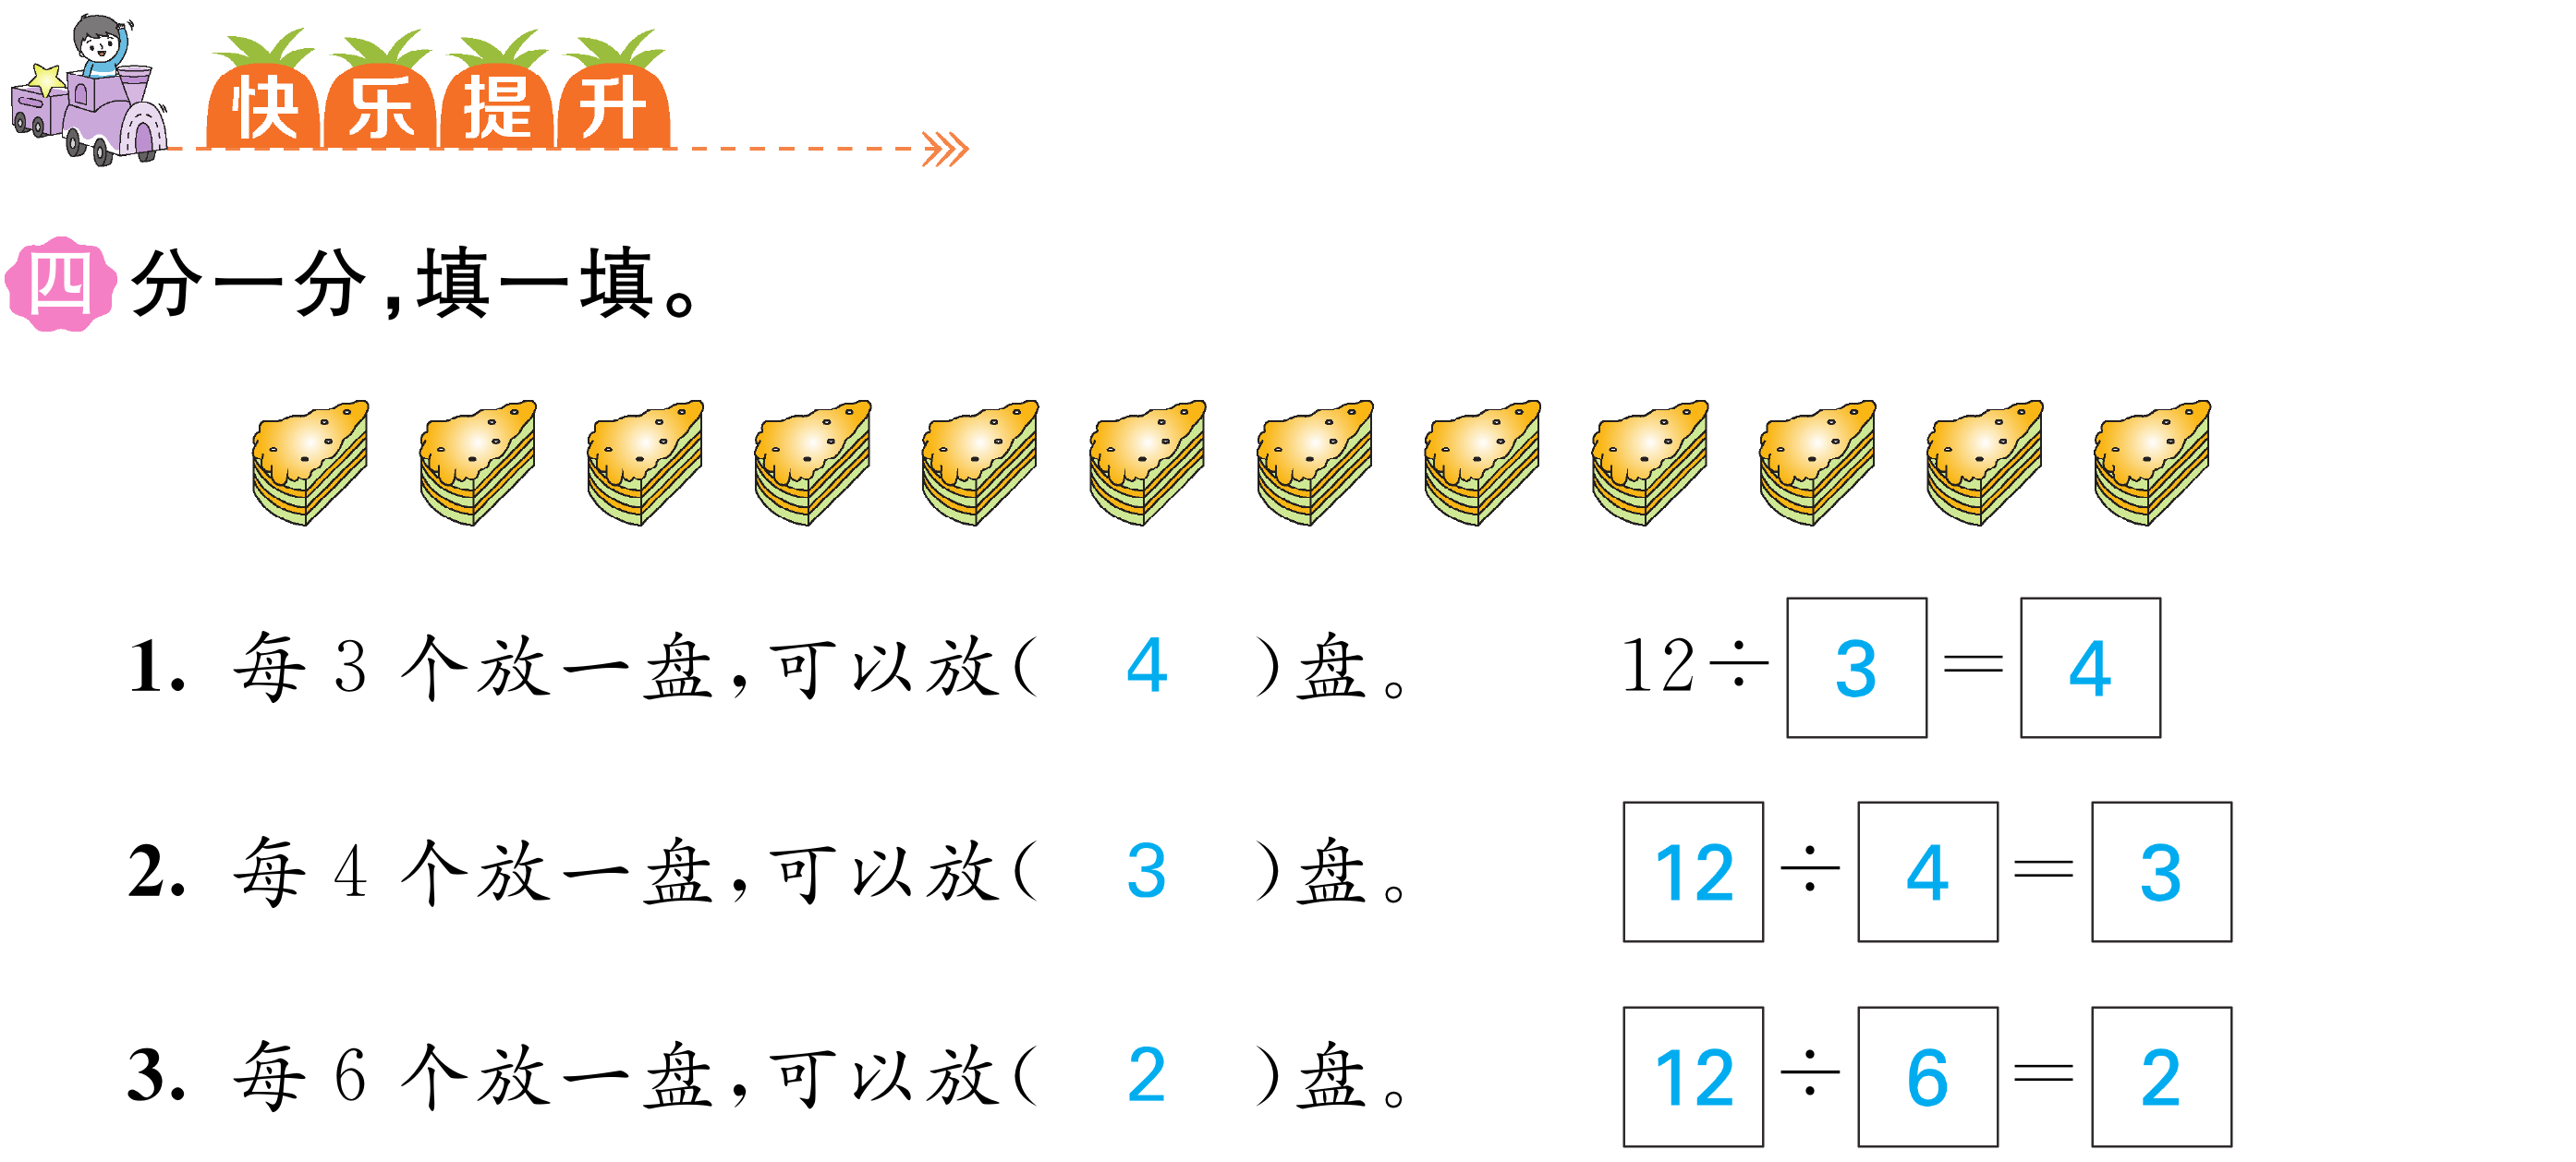 快乐提升
四 分一分,填一填。
1. 每 3 个放一盘,可以放( 4 )盘。 12÷3=4
2. 每 4 个放一盘,可以放( 3 )盘。 12÷4=3
3. 每 6 个放一盘,可以放( 2 )盘。 12÷6=2